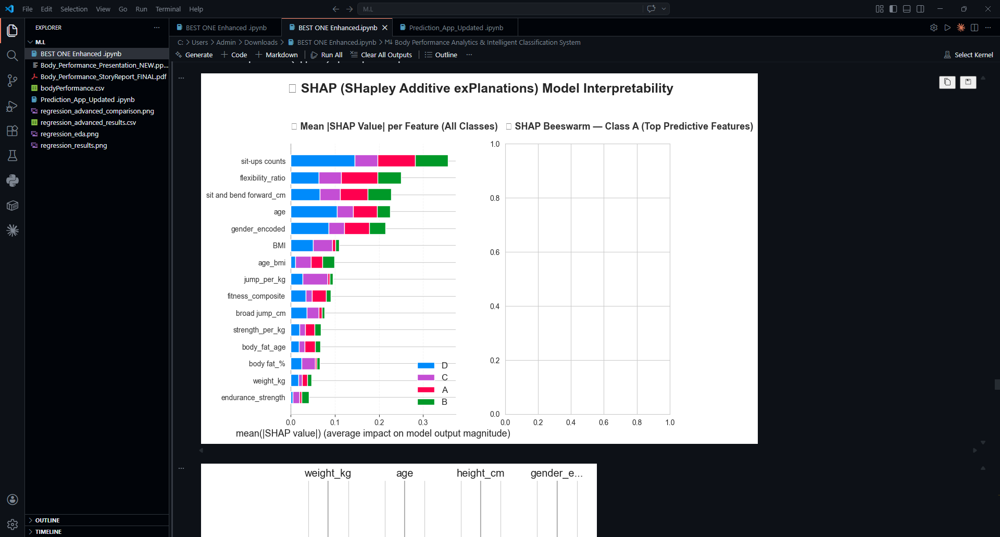 File Edit Selection View Go Run Terminal Help
M.L
EXPLORER
M.L
BEST ONE Enhanced .ipynb
Body_Performance_Presentation_NEW.pp...
Body_Performance_StoryReport_FINAL.pdf
bodyPerformance.csv
Prediction_App_Updated .ipynb
regression_advanced_comparison.png
regression_advanced_results.csv
regression_eda.png
regression_results.png
OUTLINE
TIMELINE
BEST ONE Enhanced .ipynb
BEST ONE Enhanced.ipynb
Prediction_App_Updated .ipynb
C: > Users > Admin > Downloads > BEST ONE Enhanced.ipynb > M↓ Body Performance Analytics & Intelligent Classification System
Generate + Code + Markdown Run All Clear All Outputs Outline ...
Select Kernel
SHAP (SHapley Additive exPlanations) Model Interpretability
Mean |SHAP Value| per Feature (All Classes)
sit-ups counts
flexibility_ratio
sit and bend forward_cm
age
gender_encoded
BMI
age_bmi
jump_per_kg
fitness_composite
broad jump_cm
strength_per_kg
body_fat_age
body fat_%
weight_kg
endurance_strength
D
C
A
B
0.0 0.1 0.2 0.3
mean(|SHAP value|) (average impact on model output magnitude)
SHAP Beeswarm — Class A (Top Predictive Features)
1.0
0.8
0.6
0.4
0.2
0.0
0.0 0.2 0.4 0.6 0.8 1.0
weight_kg age height_cm gender_e...